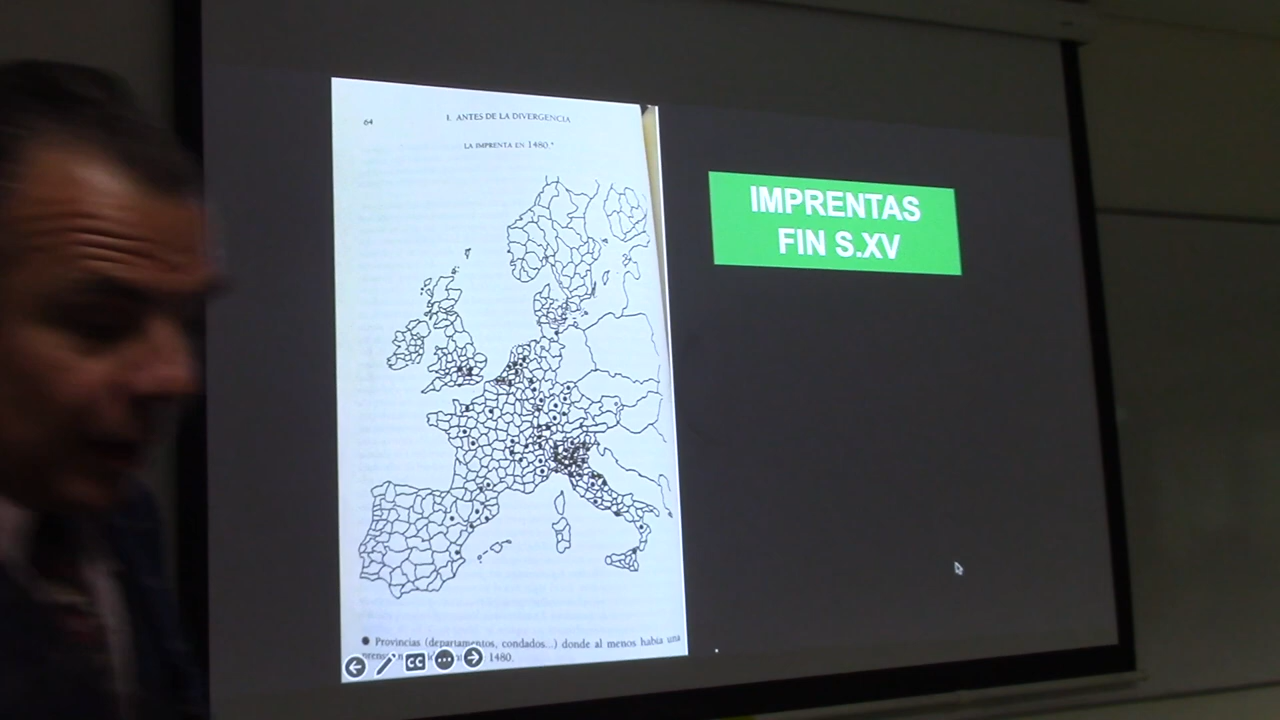 64
I. ANTES DE LA DIVERGENCIA
LA IMPRENTA EN 1480.*
IMPRENTAS
FIN S.XV
● Provincias (departamentos, condados...) donde al menos había una
1480.
CC